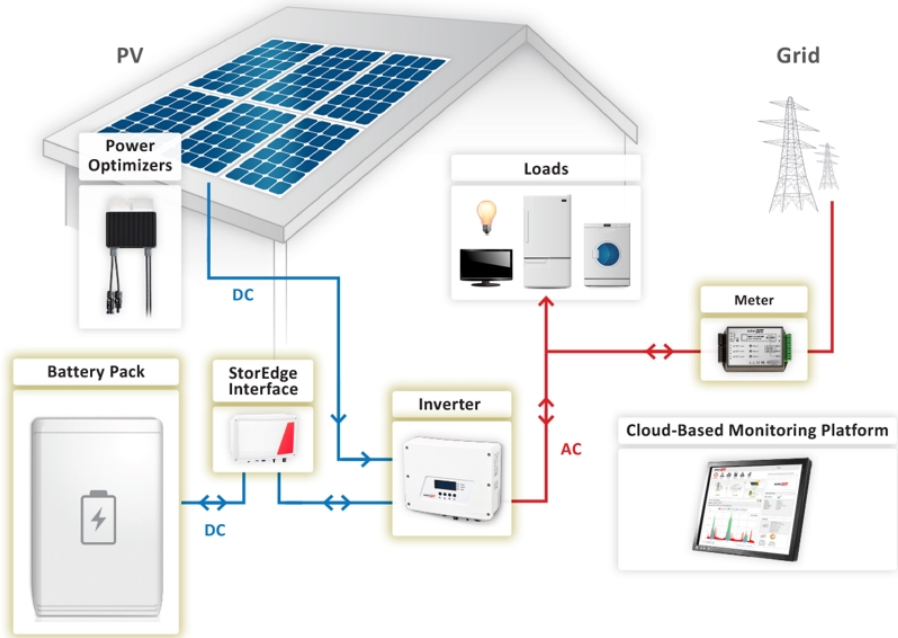 PV
Grid
Power
Optimizers
Loads
DC
Meter
Battery Pack
StorEdge
Interface
Inverter
AC
Cloud-Based Monitoring Platform
DC